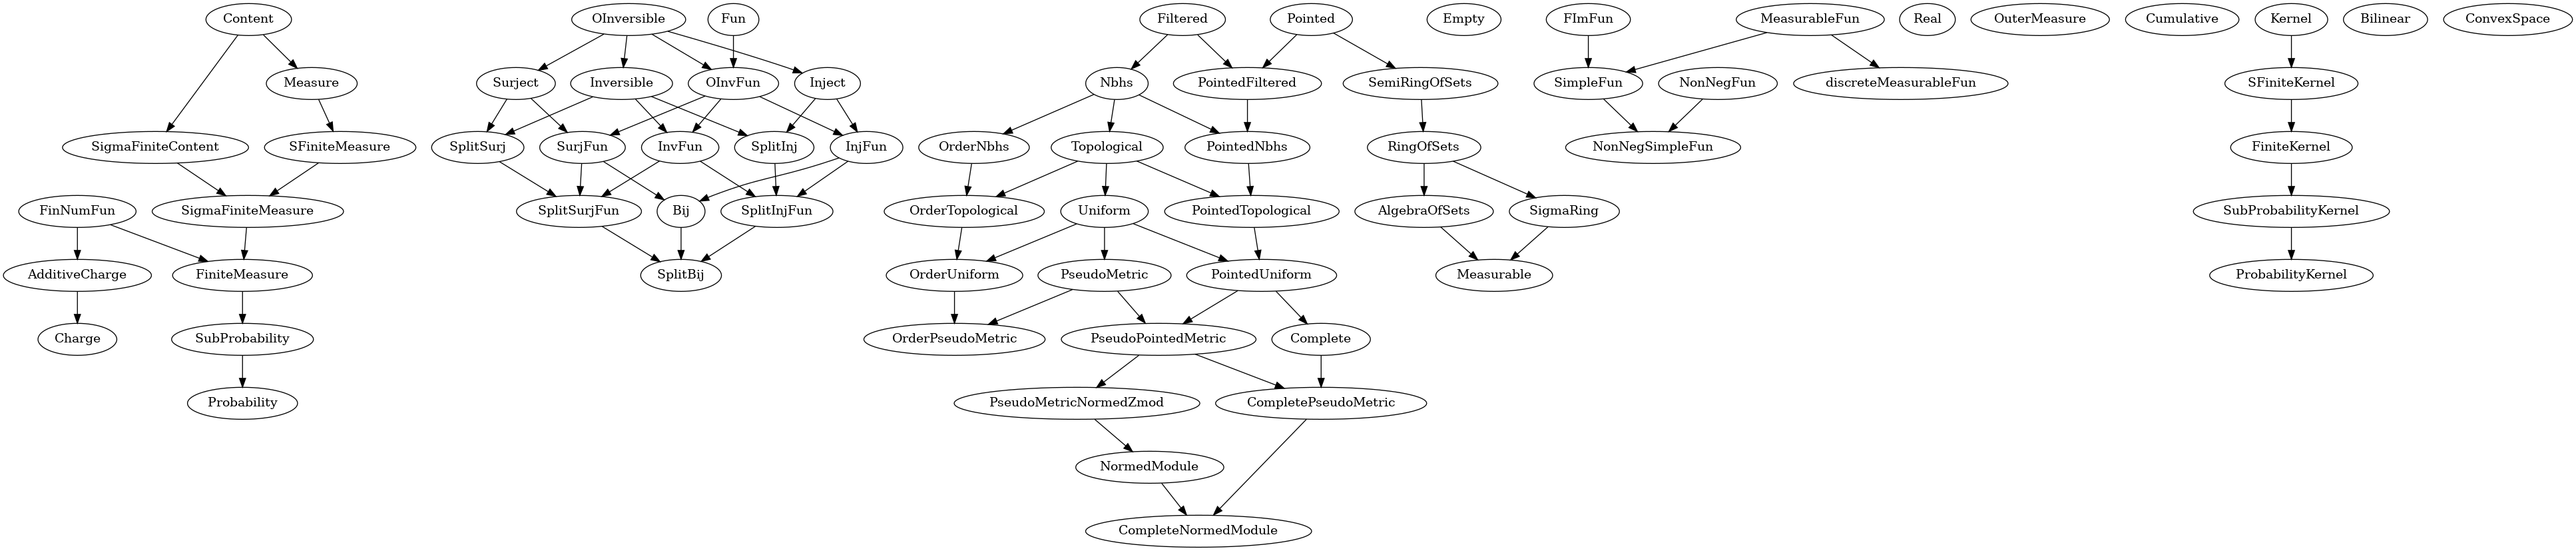 Content
OInversible
Fun
Filtered
Pointed
Empty
FImFun
MeasurableFun
Real
OuterMeasure
Cumulative
Kernel
Bilinear
ConvexSpace
Measure
Surject
Inversible
OInvFun
Inject
Nbhs
PointedFiltered
SemiRingOfSets
SimpleFun
NonNegFun
discreteMeasurableFun
SFiniteKernel
SigmaFiniteContent
SFiniteMeasure
SplitSurj
SurjFun
InvFun
SplitInj
InjFun
OrderNbhs
Topological
PointedNbhs
RingOfSets
NonNegSimpleFun
FiniteKernel
FinNumFun
SigmaFiniteMeasure
SplitSurjFun
Bij
SplitInjFun
OrderTopological
Uniform
PointedTopological
AlgebraOfSets
SigmaRing
SubProbabilityKernel
AdditiveCharge
FiniteMeasure
SplitBij
OrderUniform
PseudoMetric
PointedUniform
Measurable
ProbabilityKernel
Charge
SubProbability
OrderPseudoMetric
PseudoPointedMetric
Complete
Probability
PseudoMetricNormedZmod
CompletePseudoMetric
NormedModule
CompleteNormedModule